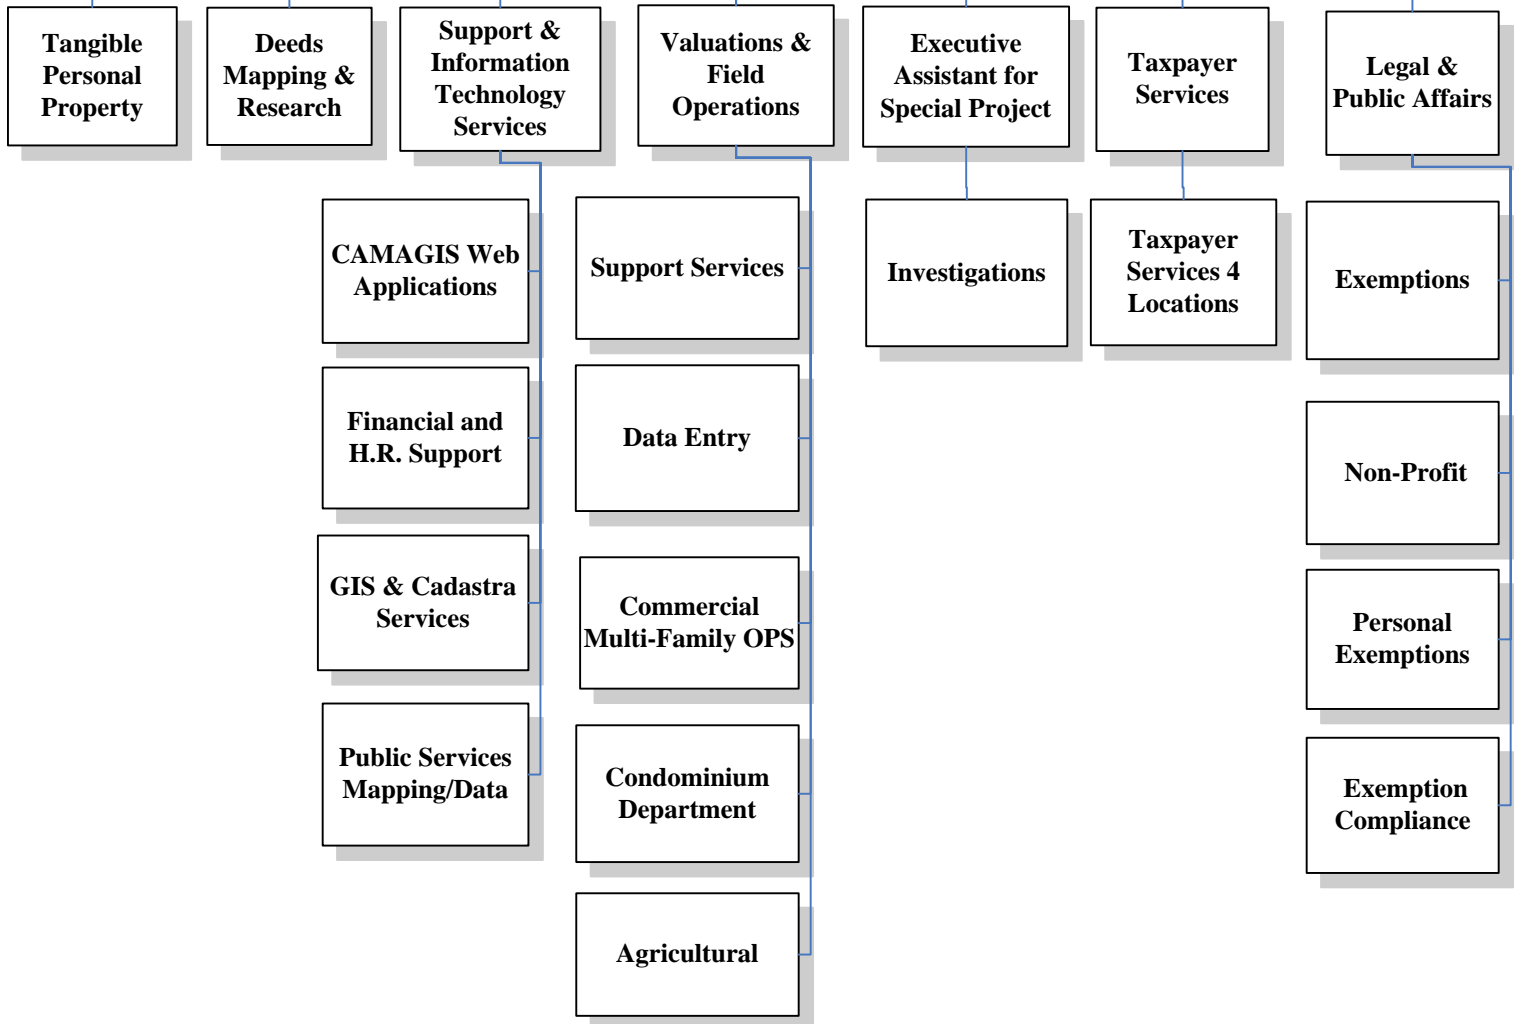 Tangible
Personal
Property
Deeds
Mapping &
Research
Support &
Information
Technology
Services
Valuations &
Field
Operations
Executive
Assistant for
Special Project
Taxpayer
Services
Legal &
Public Affairs
CAMAGIS Web
Applications
Financial and
H.R. Support
GIS & Cadastra
Services
Public Services
Mapping/Data
Support Services
Data Entry
Commercial
Multi-Family OPS
Condominium
Department
Agricultural
Investigations
Taxpayer
Services 4
Locations
Exemptions
Non-Profit
Personal
Exemptions
Exemption
Compliance